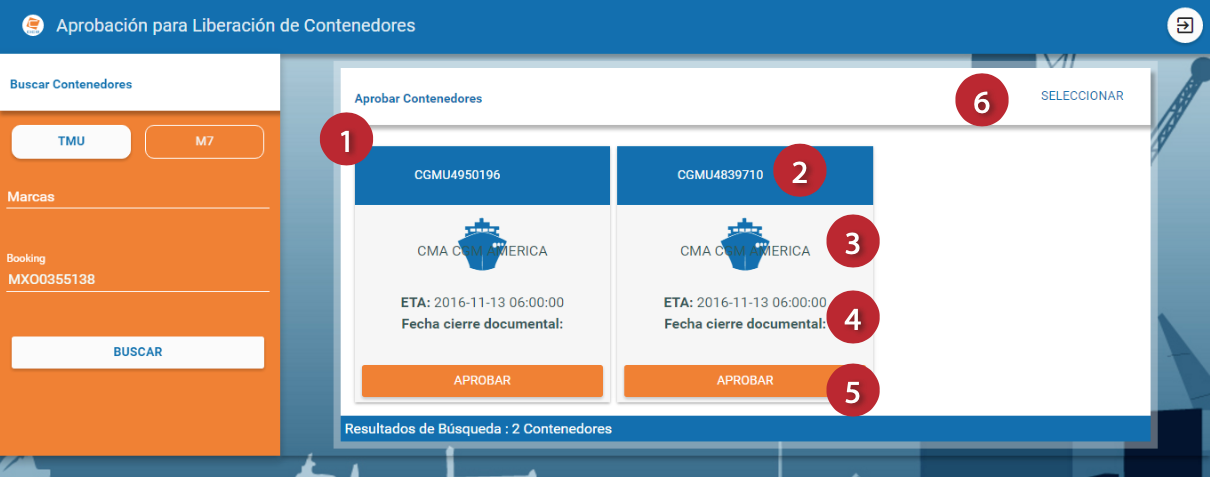 Aprobación para Liberación de Contenedores
Buscar Contenedores
TMU
M7
Marcas
Booking
MXO0355138
BUSCAR
Aprobar Contenedores
6
SELECCIONAR
1
CGMU4950196
CMA CGM AMERICA
ETA: 2016-11-13 06:00:00
Fecha cierre documental:
APROBAR
CGMU4839710
2
CMA CGM AMERICA
3
ETA: 2016-11-13 06:00:00
Fecha cierre documental:
4
APROBAR
5
Resultados de Búsqueda : 2 Contenedores